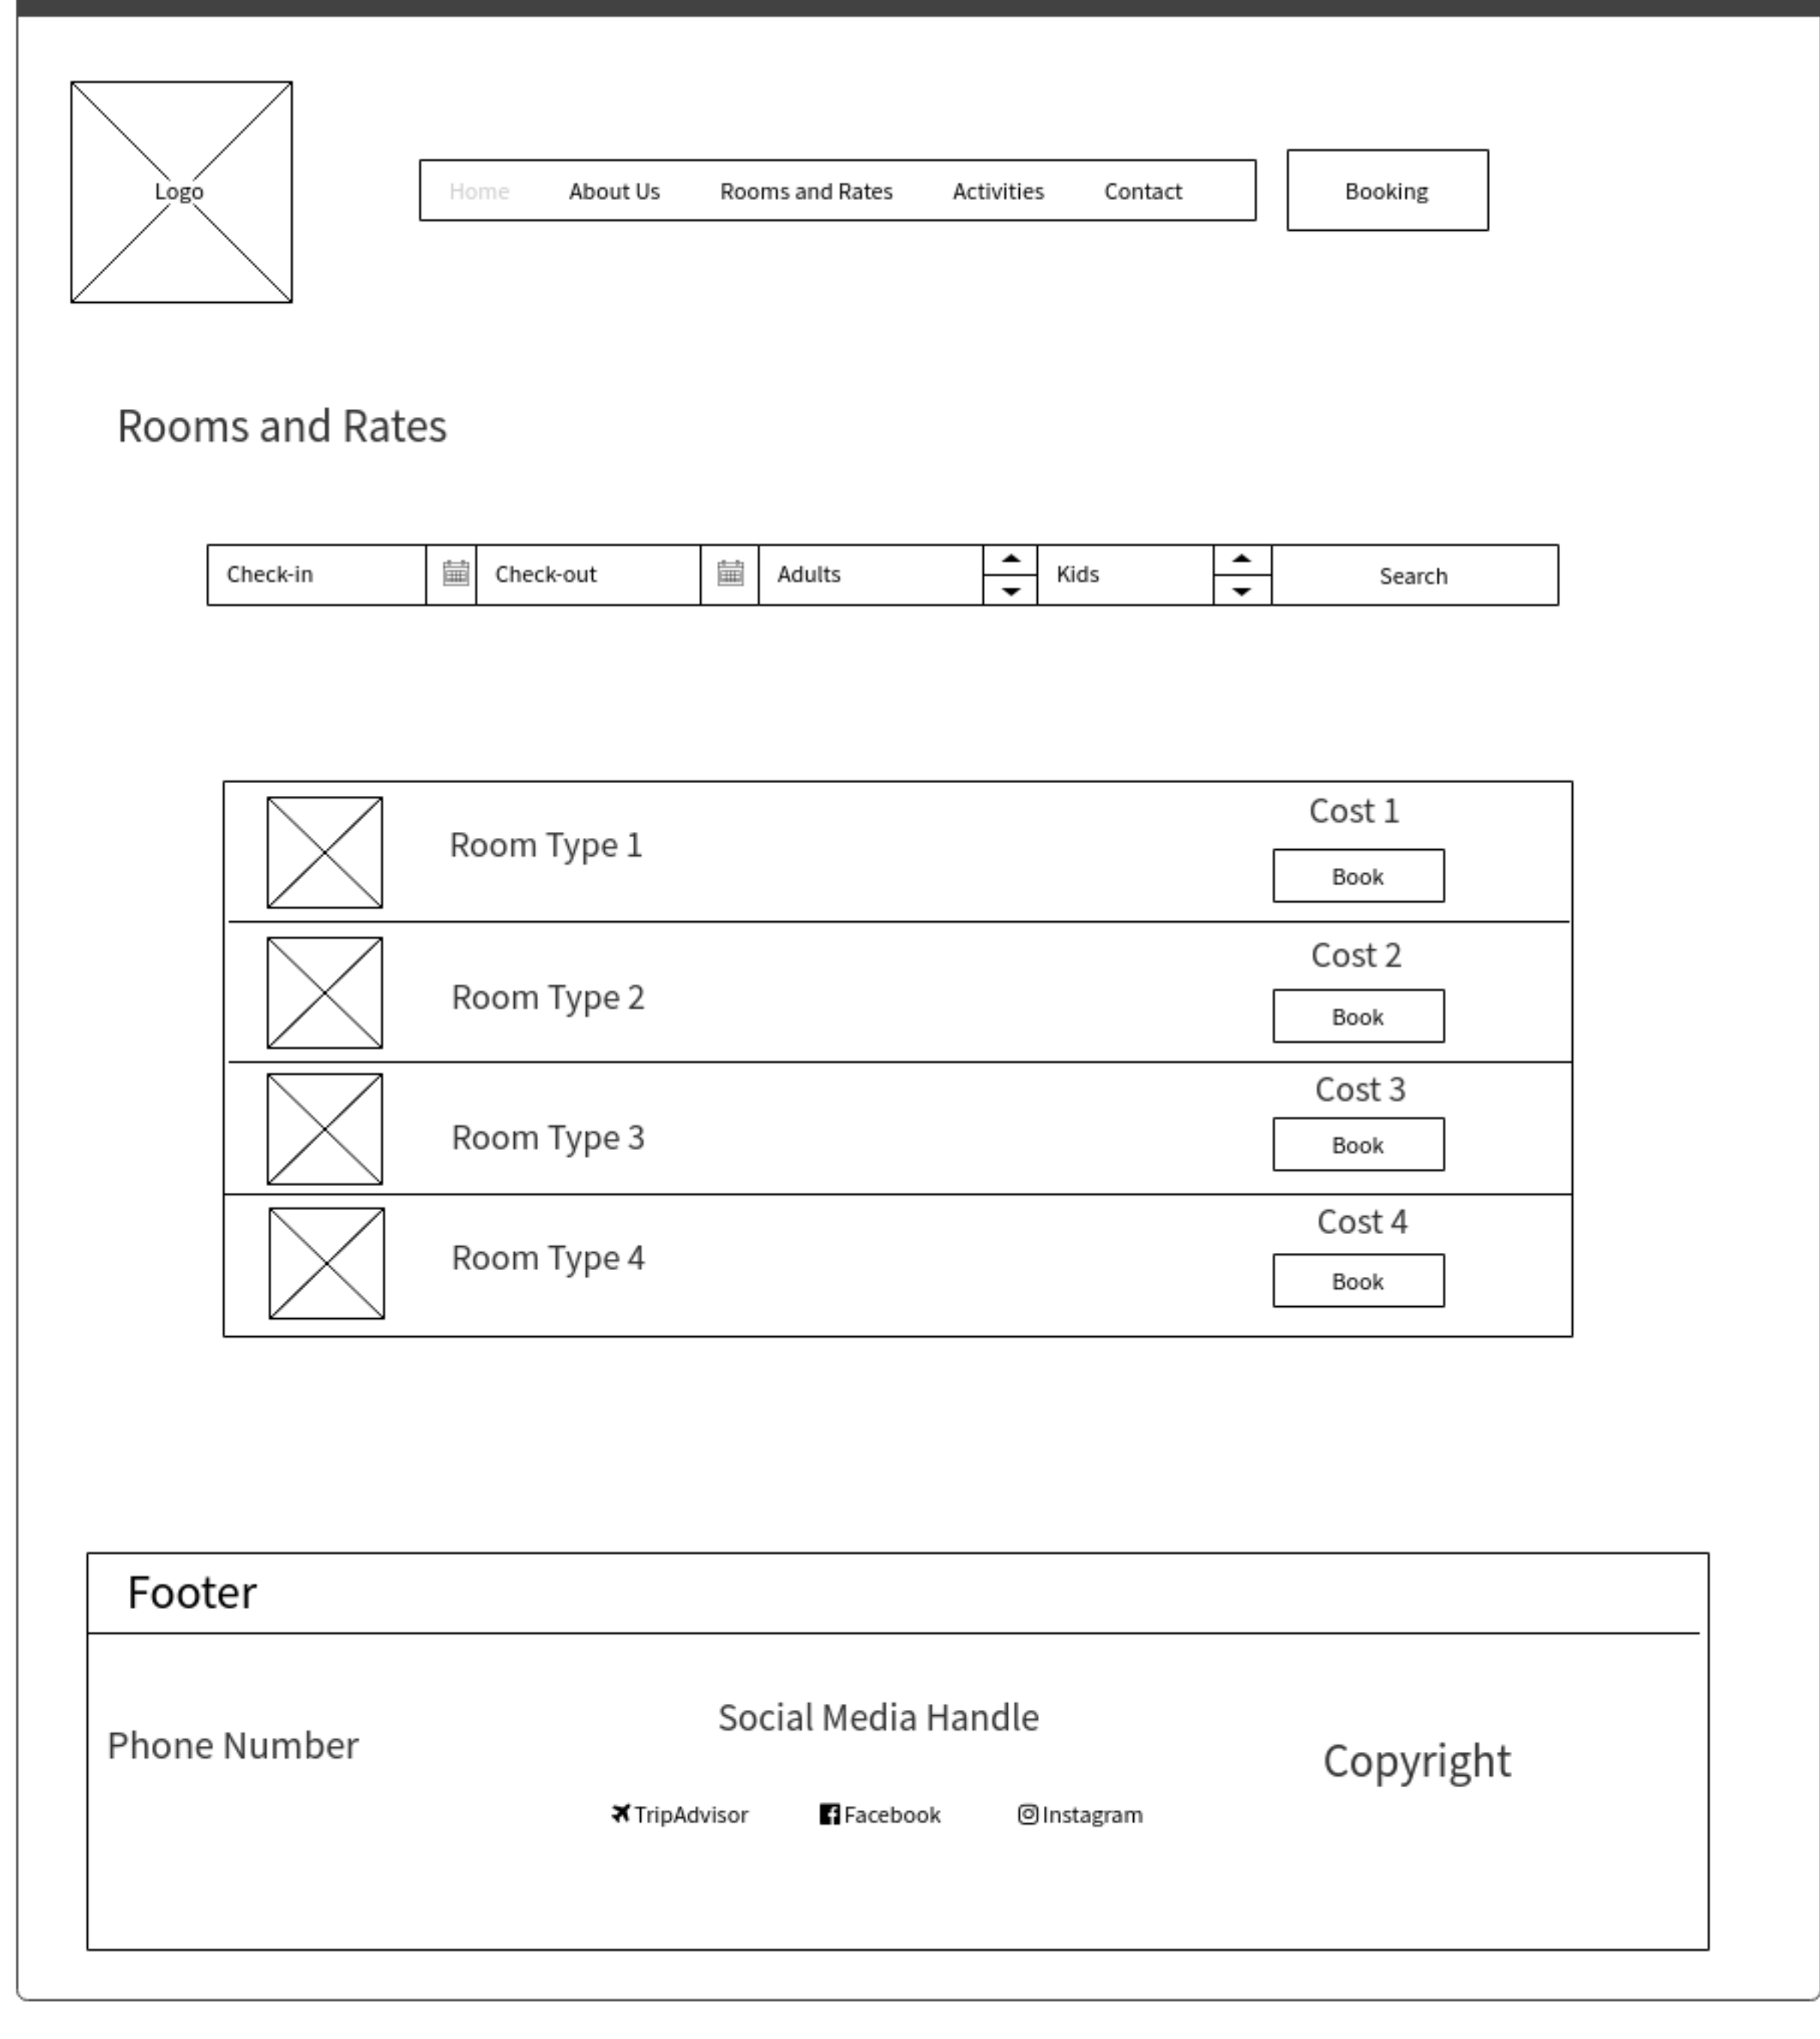 Logo
Home About Us Rooms and Rates Activities Contact
Booking
Rooms and Rates
Check-in Check-out Adults Kids Search
Cost 1
Room Type 1
Book
Cost 2
Room Type 2
Book
Cost 3
Room Type 3
Book
Cost 4
Room Type 4
Book
Footer
Social Media Handle
Phone Number
Copyright
TripAdvisor Facebook Instagram